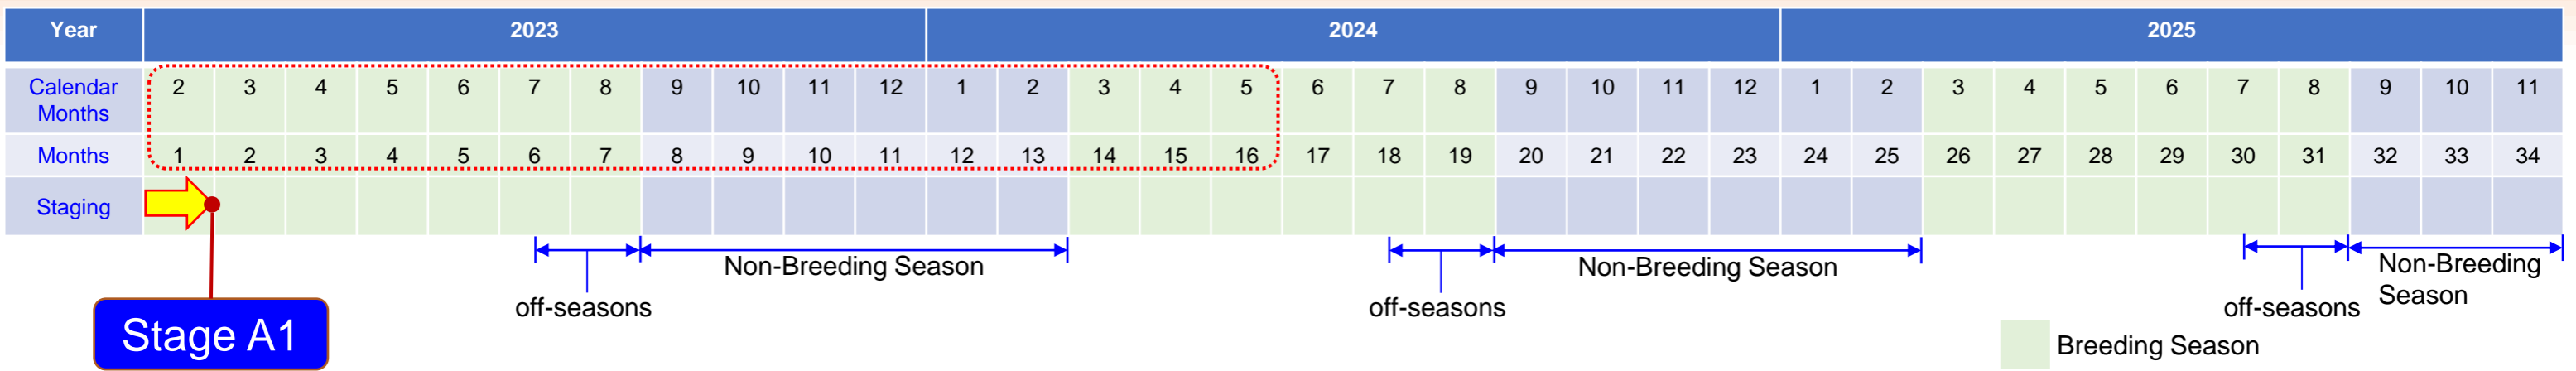 Year 2023 2024 2025
Calendar
Months
2 3 4 5 6 7 8 9 10 11 12 1 2 3 4 5 6 7 8 9 10 11 12 1 2 3 4 5 6 7 8 9 10 11
Months 1 2 3 4 5 6 7 8 9 10 11 12 13 14 15 16 17 18 19 20 21 22 23 24 25 26 27 28 29 30 31 32 33 34
Staging
Non-Breeding Season
Non-Breeding Season
Non-Breeding
Season
off-seasons
off-seasons
off-seasons
Stage A1
Breeding Season